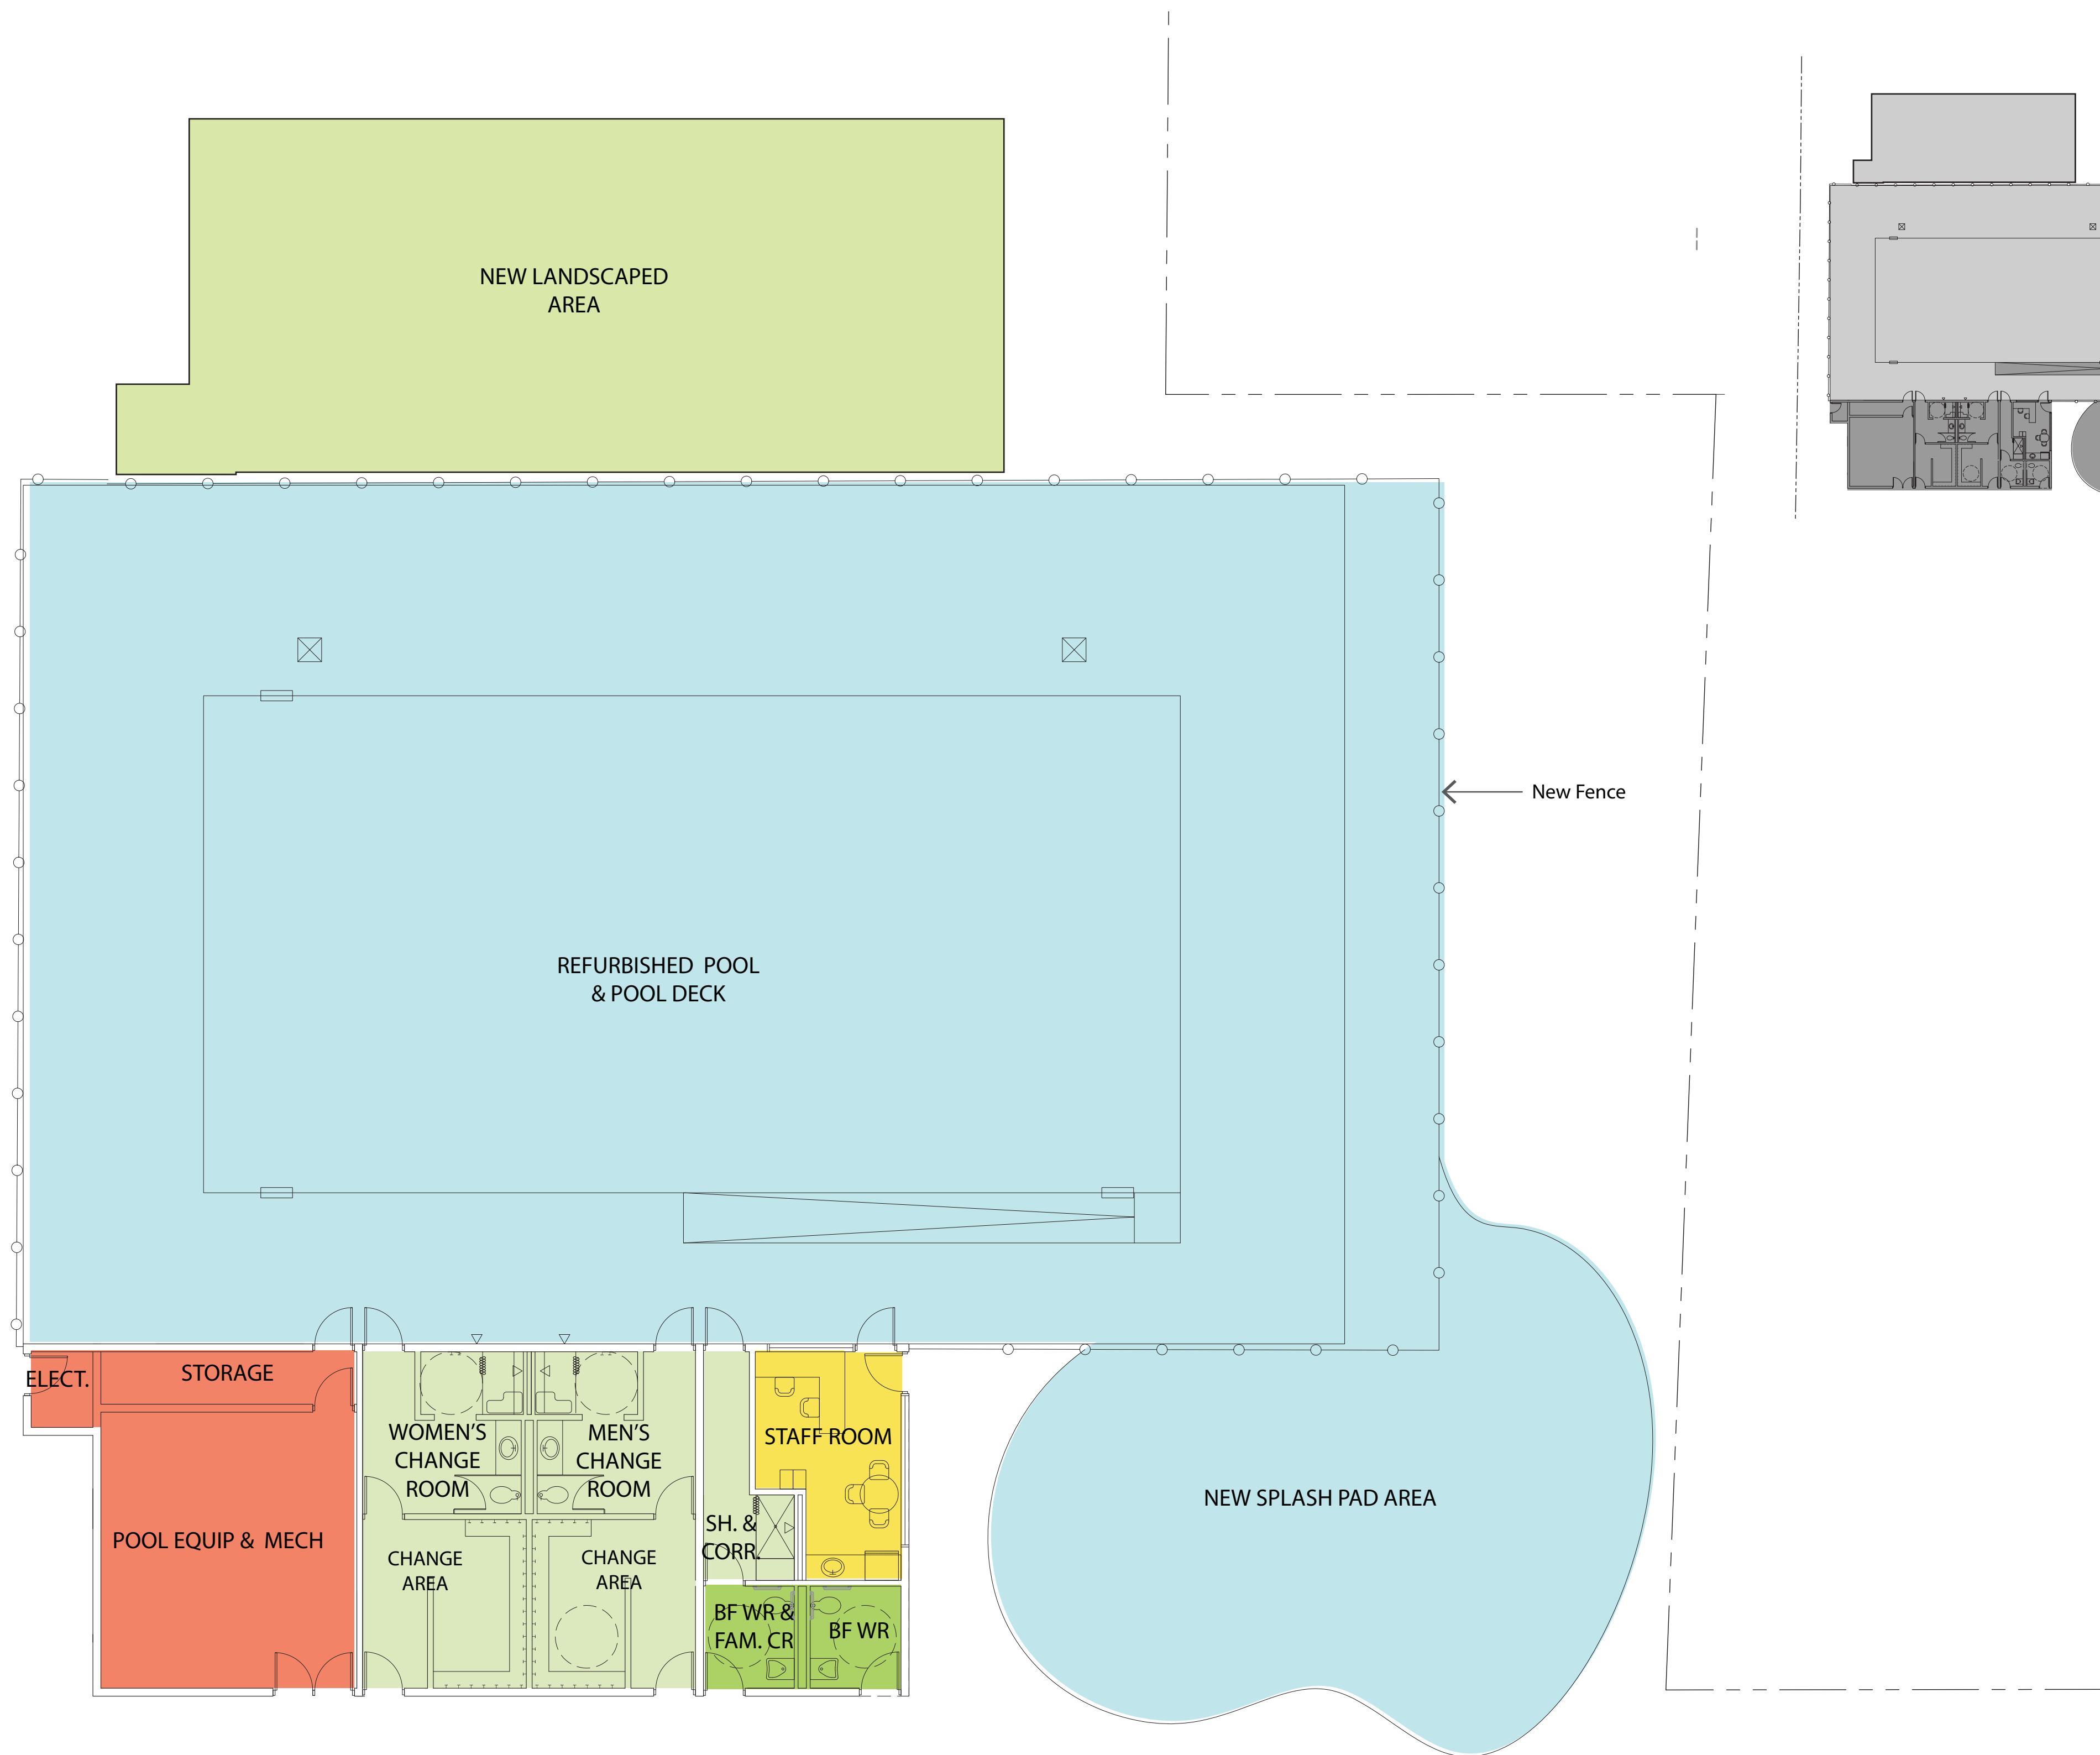 NEW LANDSCAPED
AREA
New Fence
REFURBISHED POOL
& POOL DECK
ELECT.
STORAGE
POOL EQUIP & MECH
WOMEN'S
CHANGE
ROOM
MEN'S
CHANGE
ROOM
CHANGE
AREA
CHANGE
AREA
SH. &
CORR.
STAFF ROOM
BF WR &
FAM. CR
BF WR
NEW SPLASH PAD AREA